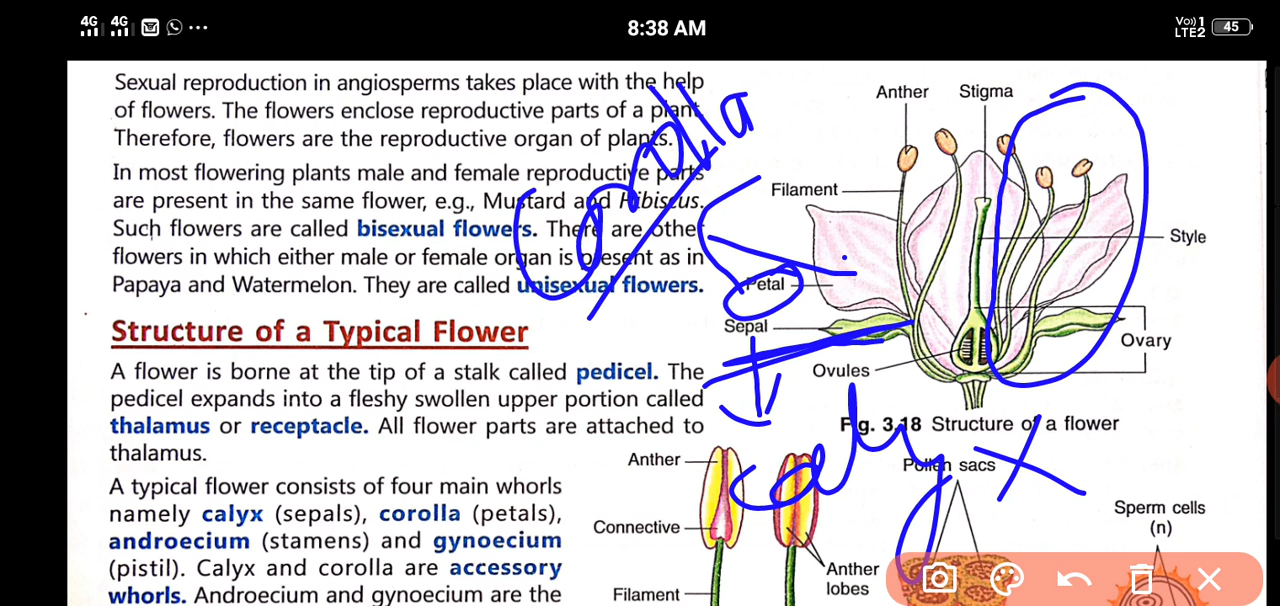 4G 4G 8:38 AM Vo)) 1 LTE2 45
Sexual reproduction in angiosperms takes place with the help
of flowers. The flowers enclose reproductive parts of a plant.
Therefore, flowers are the reproductive organ of plants.
In most flowering plants male and female reproductive parts
are present in the same flower, e.g., Mustard and Hibiscus.
Such flowers are called bisexual flowers. There are other
flowers in which either male or female organ is present as in
Papaya and Watermelon. They are called unisexual flowers.
Corolla
Structure of a Typical Flower
A flower is borne at the tip of a stalk called pedicel. The
pedicel expands into a fleshy swollen upper portion called
thalamus or receptacle. All flower parts are attached to
thalamus.
A typical flower consists of four main whorls
namely calyx (sepals), corolla (petals),
androecium (stamens) and gynoecium
(pistil). Calyx and corolla are accessory
whorls. Androecium and gynoecium are the
Anther Stigma
Filament
Style
Petal
Sepal
Ovary
Ovules
Fig. 3.18 Structure of a flower
Calyx
Anther
Connective
Filament
Anther
lobes
Pollen sacs
Sperm cells
(n)